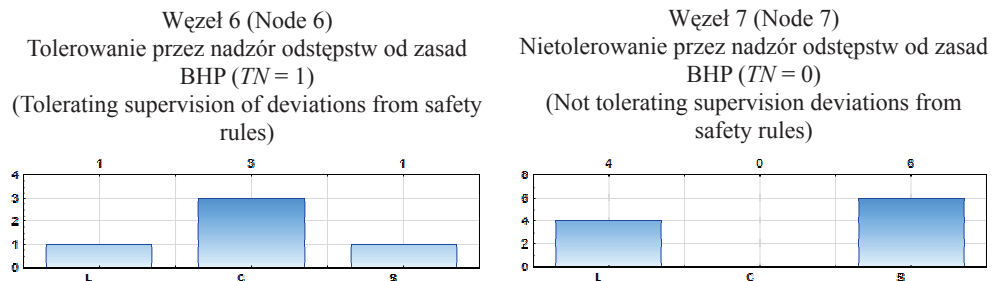 Węzeł 6 (Node 6)
Tolerowanie przez nadzór odstępstw od zasad
BHP (TN = 1)
(Tolerating supervision of deviations from safety
rules)
1 3 1
4
3
2
1
0
L C S
Węzeł 7 (Node 7)
Nietolerowanie przez nadzór odstępstw od zasad
BHP (TN = 0)
(Not tolerating supervision deviations from
safety rules)
4 0 6
8
6
4
2
0
L C S